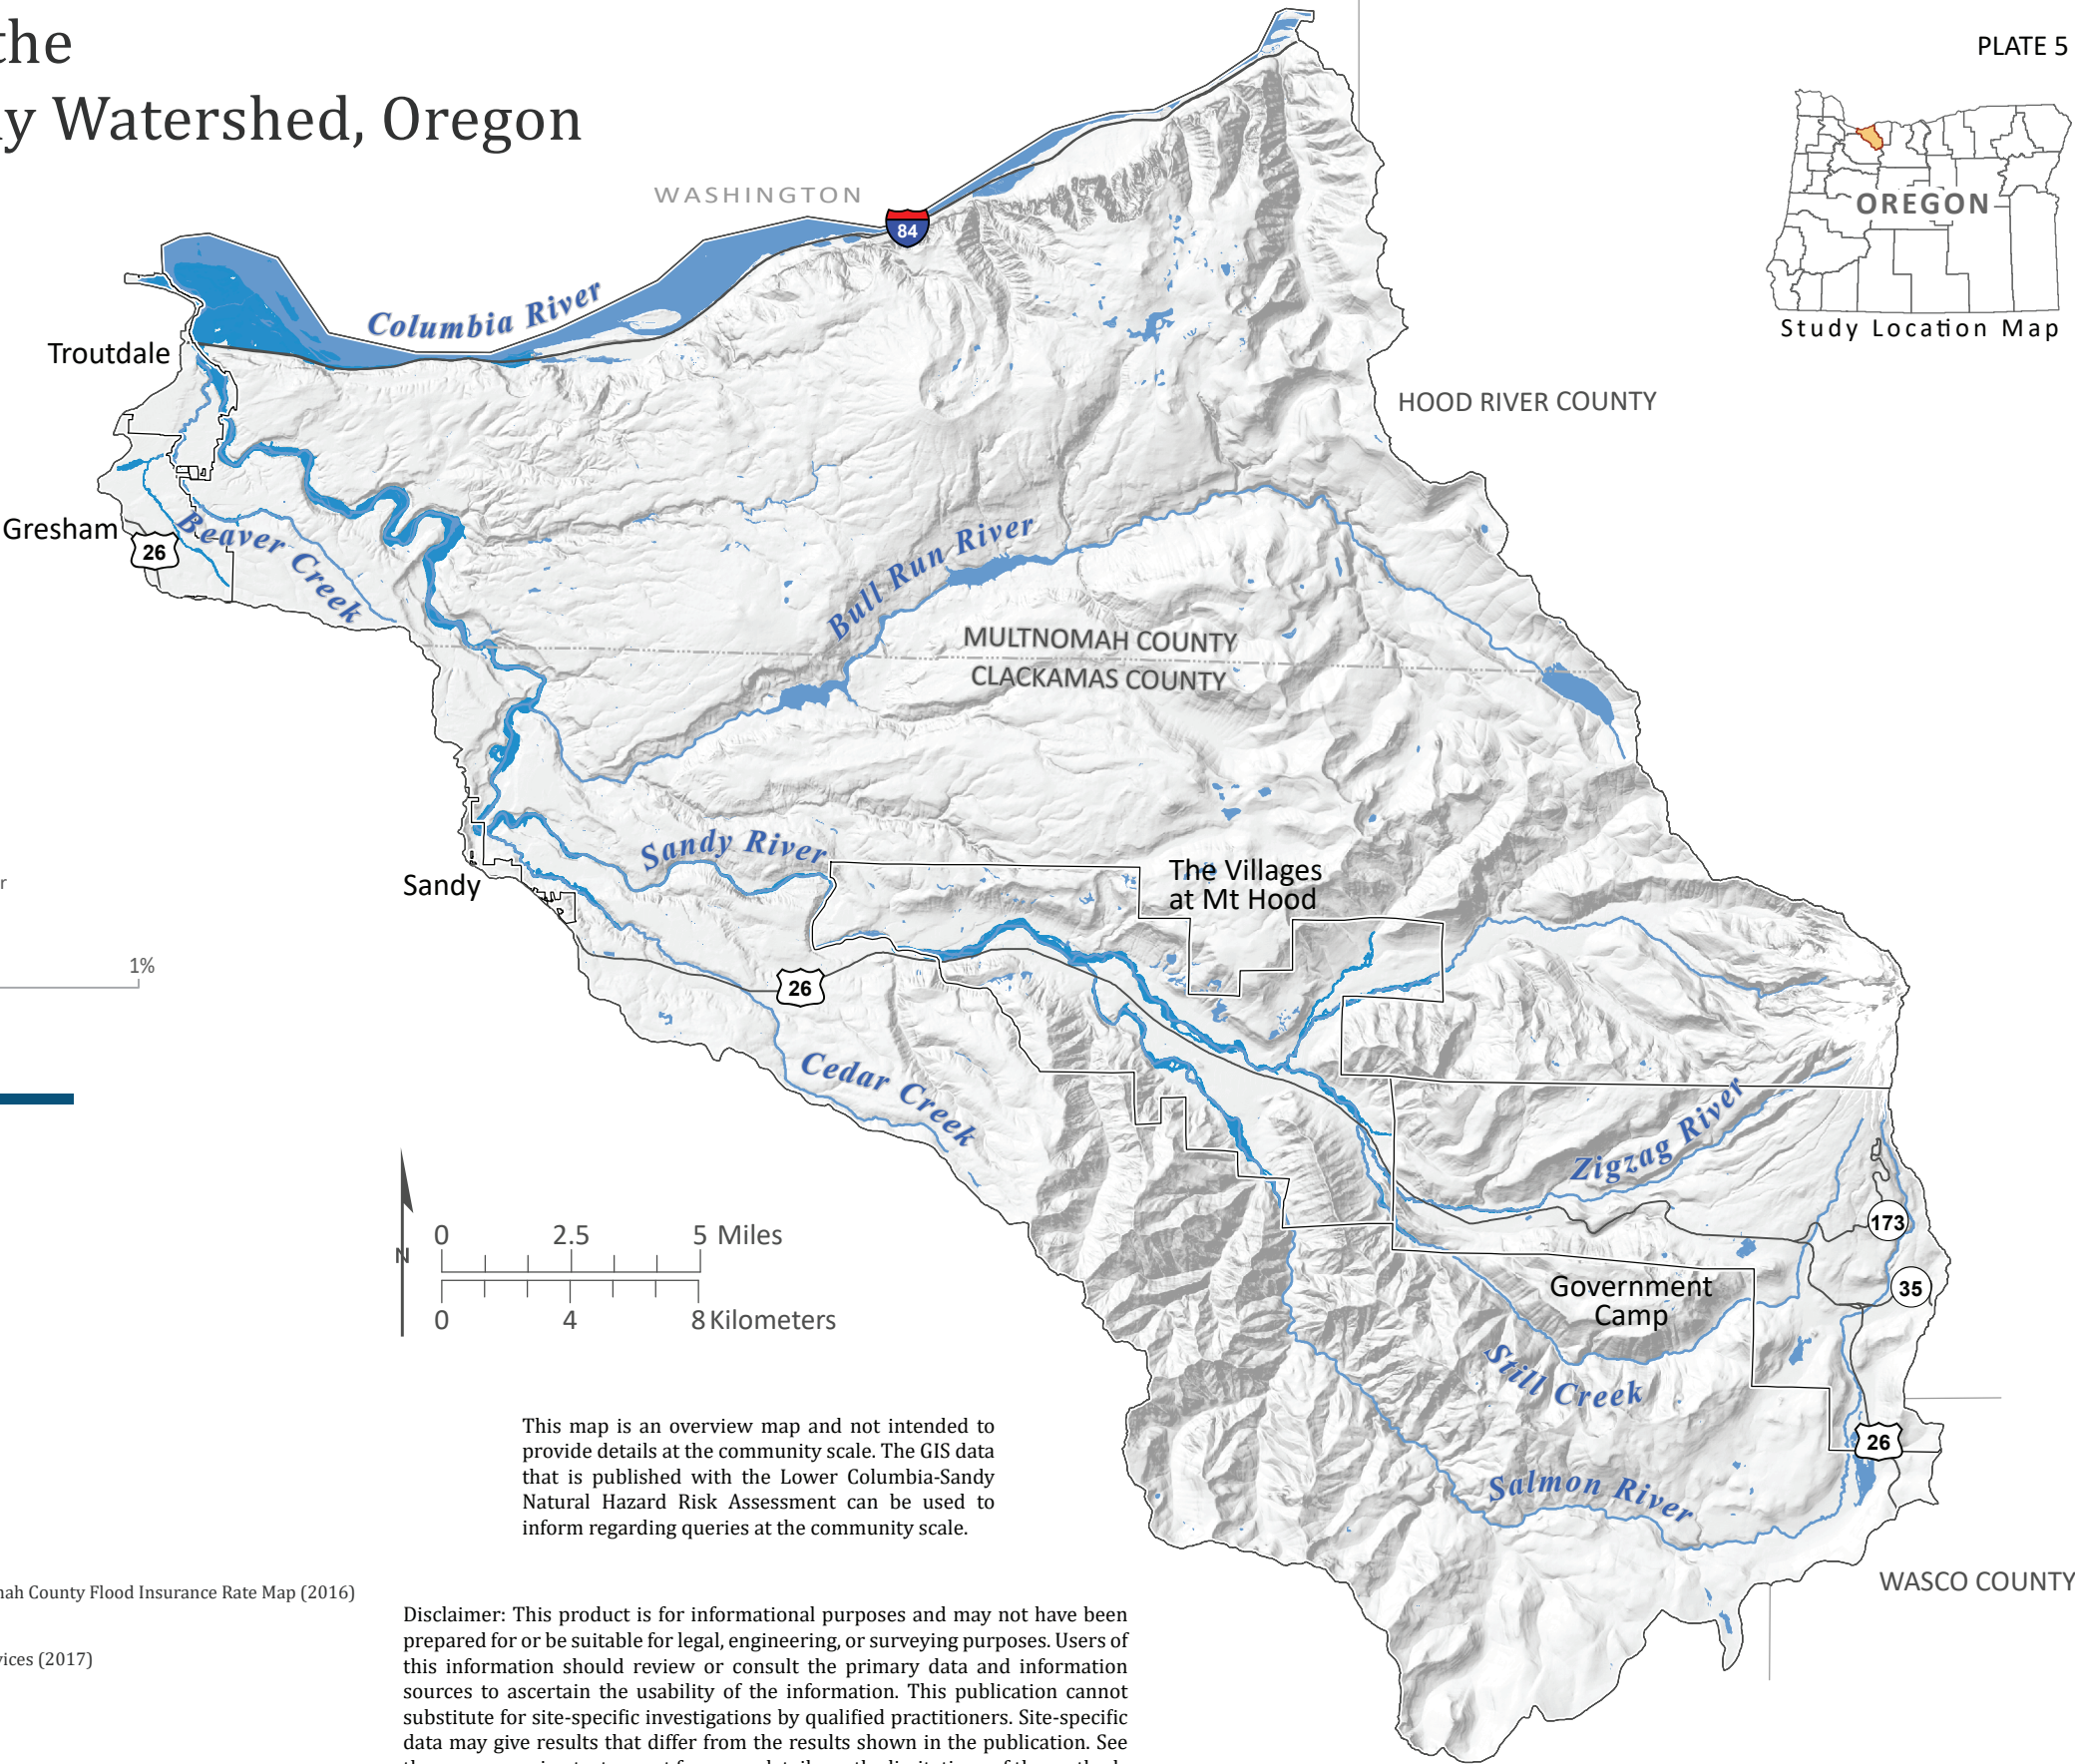 the
y Watershed, Oregon
PLATE 5
OREGON
Study Location Map
WASHINGTON
84
Columbia River
Troutdale
HOOD RIVER COUNTY
Gresham
26
Beaver Creek
Bull Run River
MULTNOMAH COUNTY
CLACKAMAS COUNTY
Sandy River
The Villages
at Mt Hood
r
Sandy
1%
26
Cedar Creek
Zigzag River
173
N
0 2.5 5 Miles
0 4 8 Kilometers
35
Government
Camp
Still Creek
26
Salmon River
This map is an overview map and not intended to
provide details at the community scale. The GIS data
that is published with the Lower Columbia-Sandy
Natural Hazard Risk Assessment can be used to
inform regarding queries at the community scale.
WASCO COUNTY
ah County Flood Insurance Rate Map (2016)
vices (2017)
Disclaimer: This product is for informational purposes and may not have been
prepared for or be suitable for legal, engineering, or surveying purposes. Users of
this information should review or consult the primary data and information
sources to ascertain the usability of the information. This publication cannot
substitute for site-specific investigations by qualified practitioners. Site-specific
data may give results that differ from the results shown in the publication. See